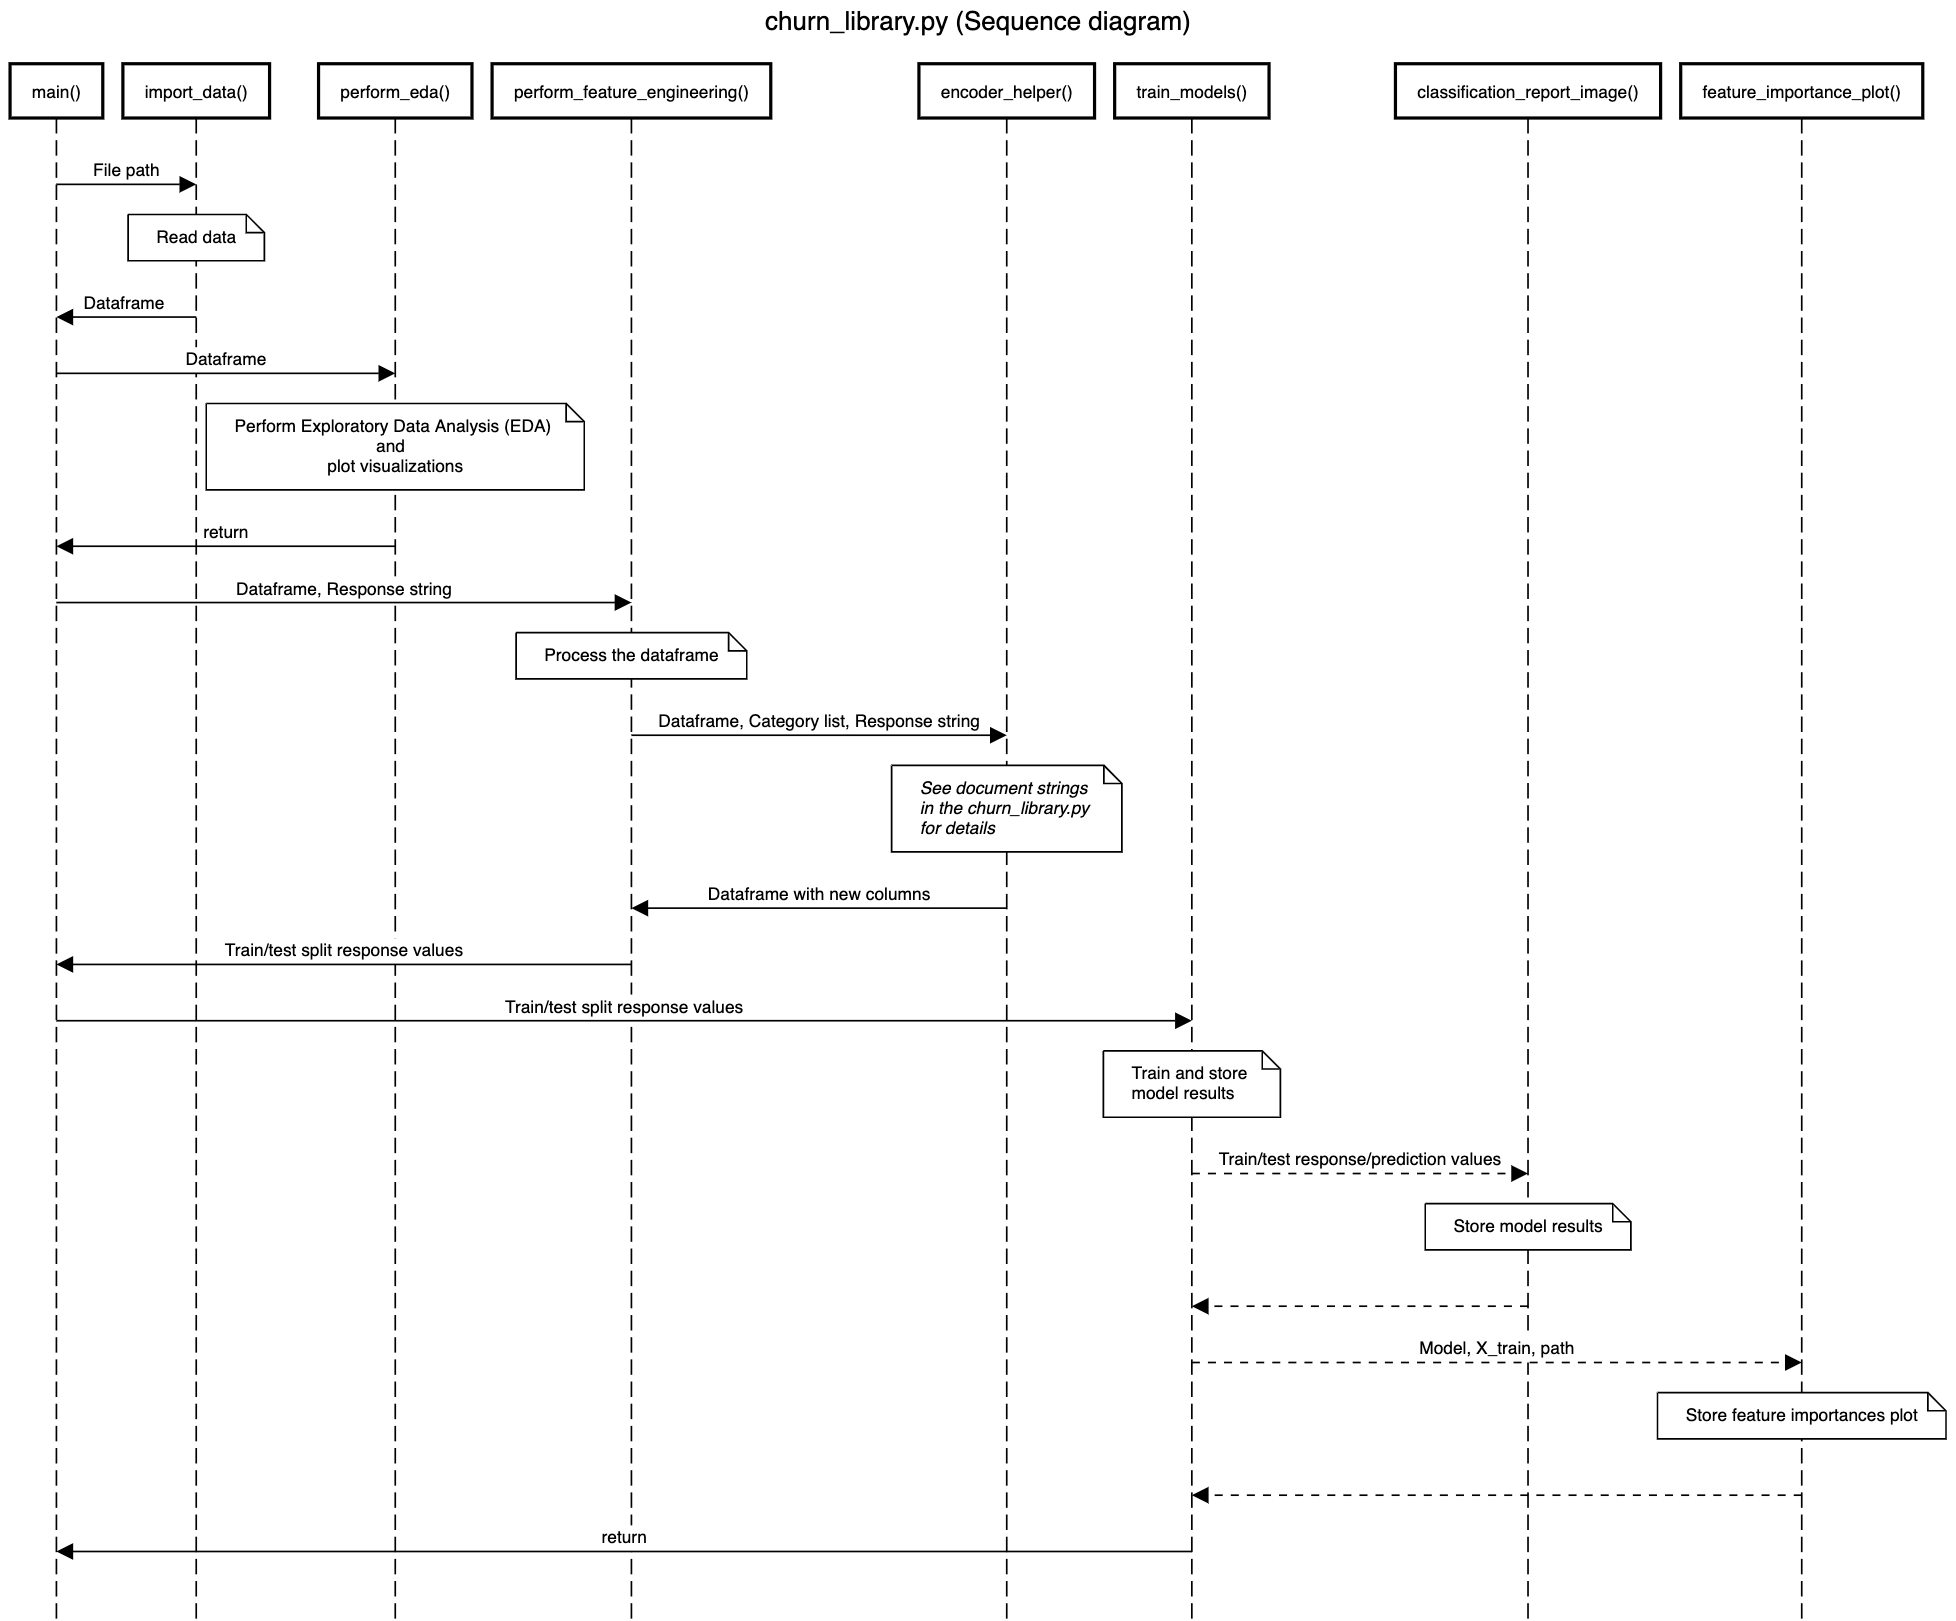 churn_library.py (Sequence diagram)
main()
import_data()
perform_eda()
perform_feature_engineering()
encoder_helper()
train_models()
classification_report_image()
feature_importance_plot()
File path
Read data
Dataframe
Dataframe
Perform Exploratory Data Analysis (EDA)
and
plot visualizations
return
Dataframe, Response string
Process the dataframe
Dataframe, Category list, Response string
See document strings
in the churn_library.py
for details
Dataframe with new columns
Train/test split response values
Train/test split response values
Train and store
model results
Train/test response/prediction values
Store model results
Model, X_train, path
Store feature importances plot
return